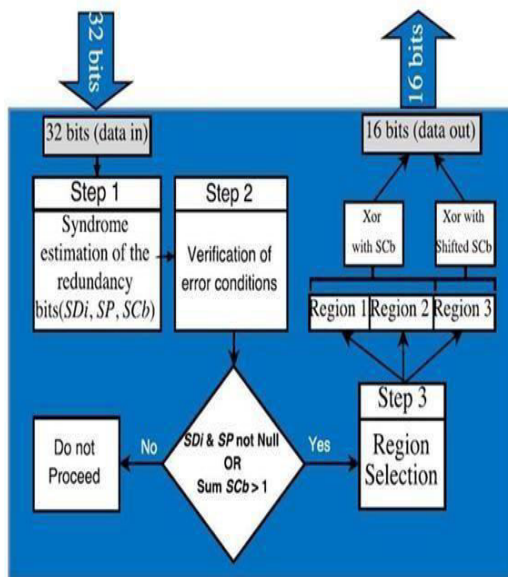 32 bits
16 bits
32 bits (data in)
16 bits (data out)
Step 1
Syndrome
estimation of the
redundancy
bits(SDi, SP, SCb)
Step 2
Verification of
error conditions
Xor
with SCb
Xor with
Shifted SCb
Region 1
Region 2
Region 3
Step 3
Region
Selection
SDi & SP not Null
OR
Sum SCb > 1
No
Yes
Do not
Proceed